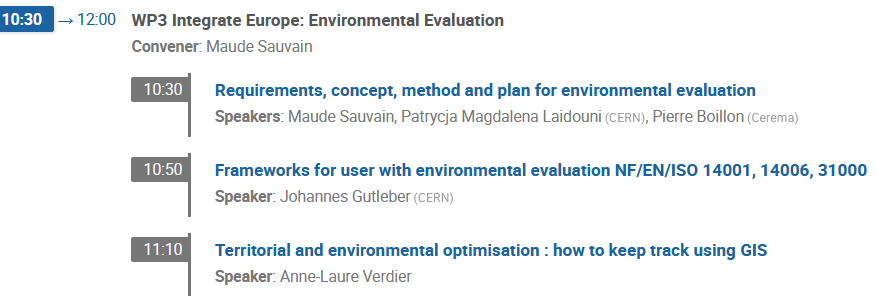 10:30 → 12:00 WP3 Integrate Europe: Environmental Evaluation
Convener: Maude Sauvain
10:30 Requirements, concept, method and plan for environmental evaluation
Speakers: Maude Sauvain, Patrycja Magdalena Laidouni (CERN), Pierre Boillon (Cerema)
10:50 Frameworks for user with environmental evaluation NF/EN/ISO 14001, 14006, 31000
Speaker: Johannes Gutleber (CERN)
11:10 Territorial and environmental optimisation : how to keep track using GIS
Speaker: Anne-Laure Verdier